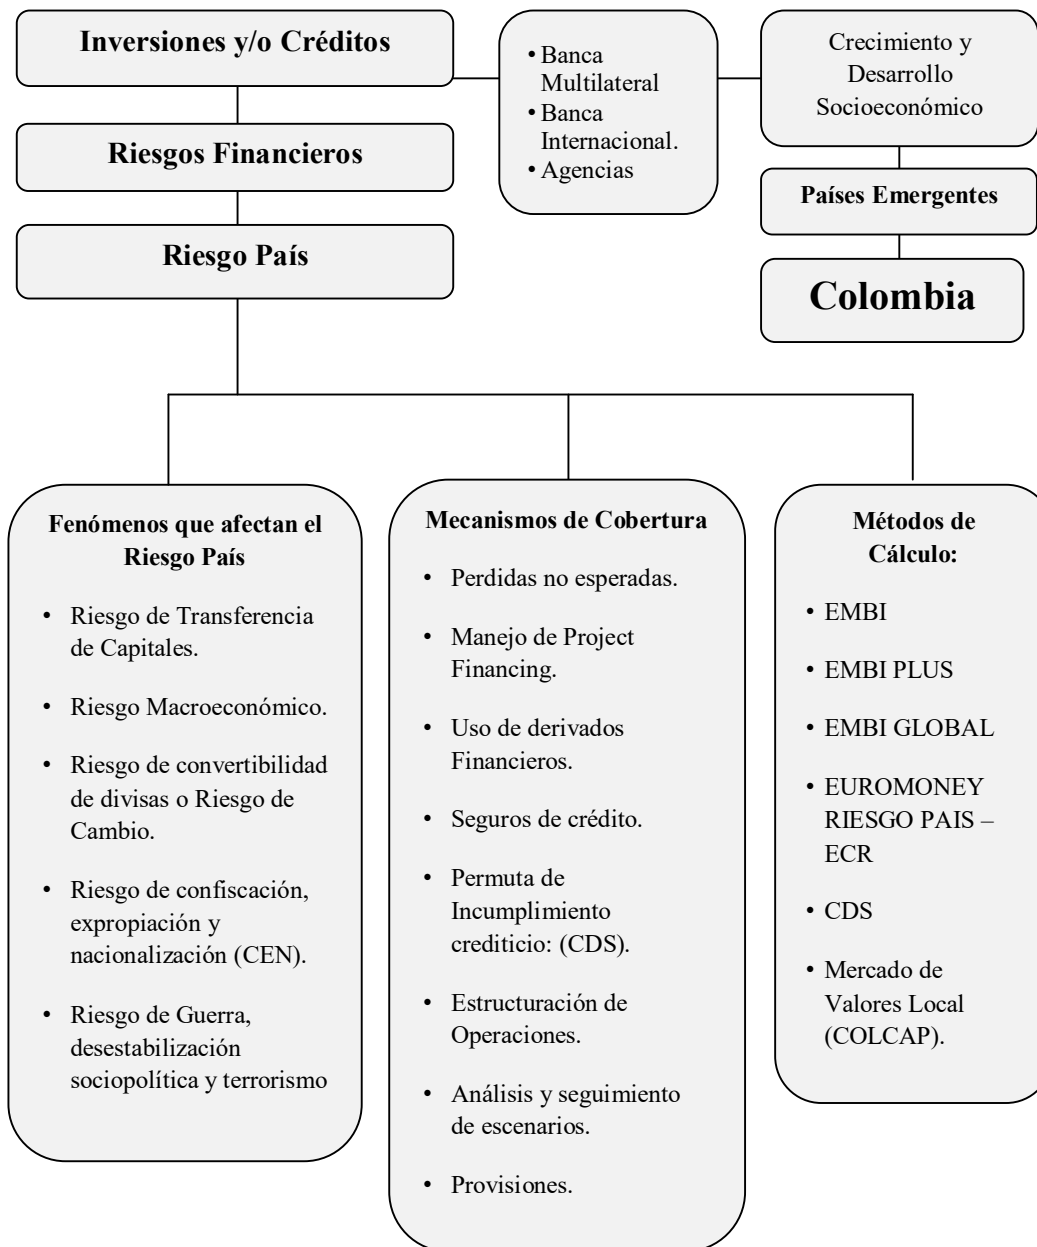 Inversiones y/o Créditos
• Banca
Multilateral
• Banca
Internacional.
• Agencias
Crecimiento y
Desarrollo
Socioeconómico
Riesgos Financieros
Países Emergentes
Riesgo País
Colombia
Fenómenos que afectan el
Riesgo País
• Riesgo de Transferencia
de Capitales.
• Riesgo Macroeconómico.
• Riesgo de convertibilidad
de divisas o Riesgo de
Cambio.
• Riesgo de confiscación,
expropiación y
nacionalización (CEN).
• Riesgo de Guerra,
desestabilización
sociopolítica y terrorismo
Mecanismos de Cobertura
• Perdidas no esperadas.
• Manejo de Project
Financing.
• Uso de derivados
Financieros.
• Seguros de crédito.
• Permuta de
Incumplimiento
crediticio: (CDS).
• Estructuración de
Operaciones.
• Análisis y seguimiento
de escenarios.
• Provisiones.
Métodos de
Cálculo:
• EMBI
• EMBI PLUS
• EMBI GLOBAL
• EUROMONEY
RIESGO PAIS –
ECR
• CDS
• Mercado de
Valores Local
(COLCAP).